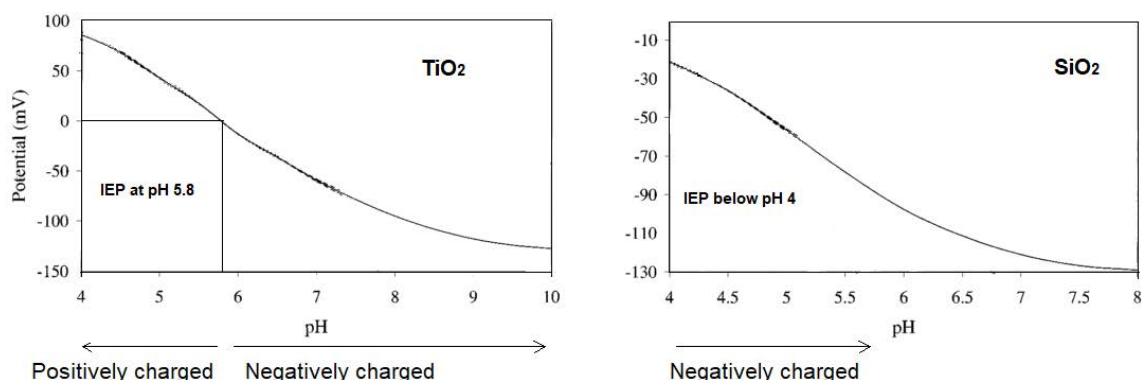 TiO2
Potential (mV)
100
50
0
-50
-100
-150
IEP at pH 5.8
4 5 6 7 8 9 10
pH
Positively charged Negatively charged
SiO2
-10
-30
-50
-70
-90
-110
-130
IEP below pH 4
4 4.5 5 5.5 6 6.5 7 7.5 8
pH
Negatively charged